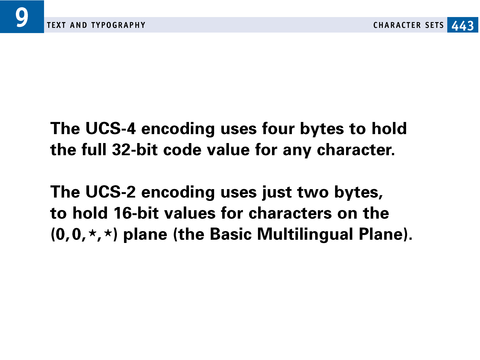 9
TEXT AND TYPOGRAPHY
CHARACTER SETS 443
The UCS-4 encoding uses four bytes to hold
the full 32-bit code value for any character.
The UCS-2 encoding uses just two bytes,
to hold 16-bit values for characters on the
(0,0,*,*) plane (the Basic Multilingual Plane).